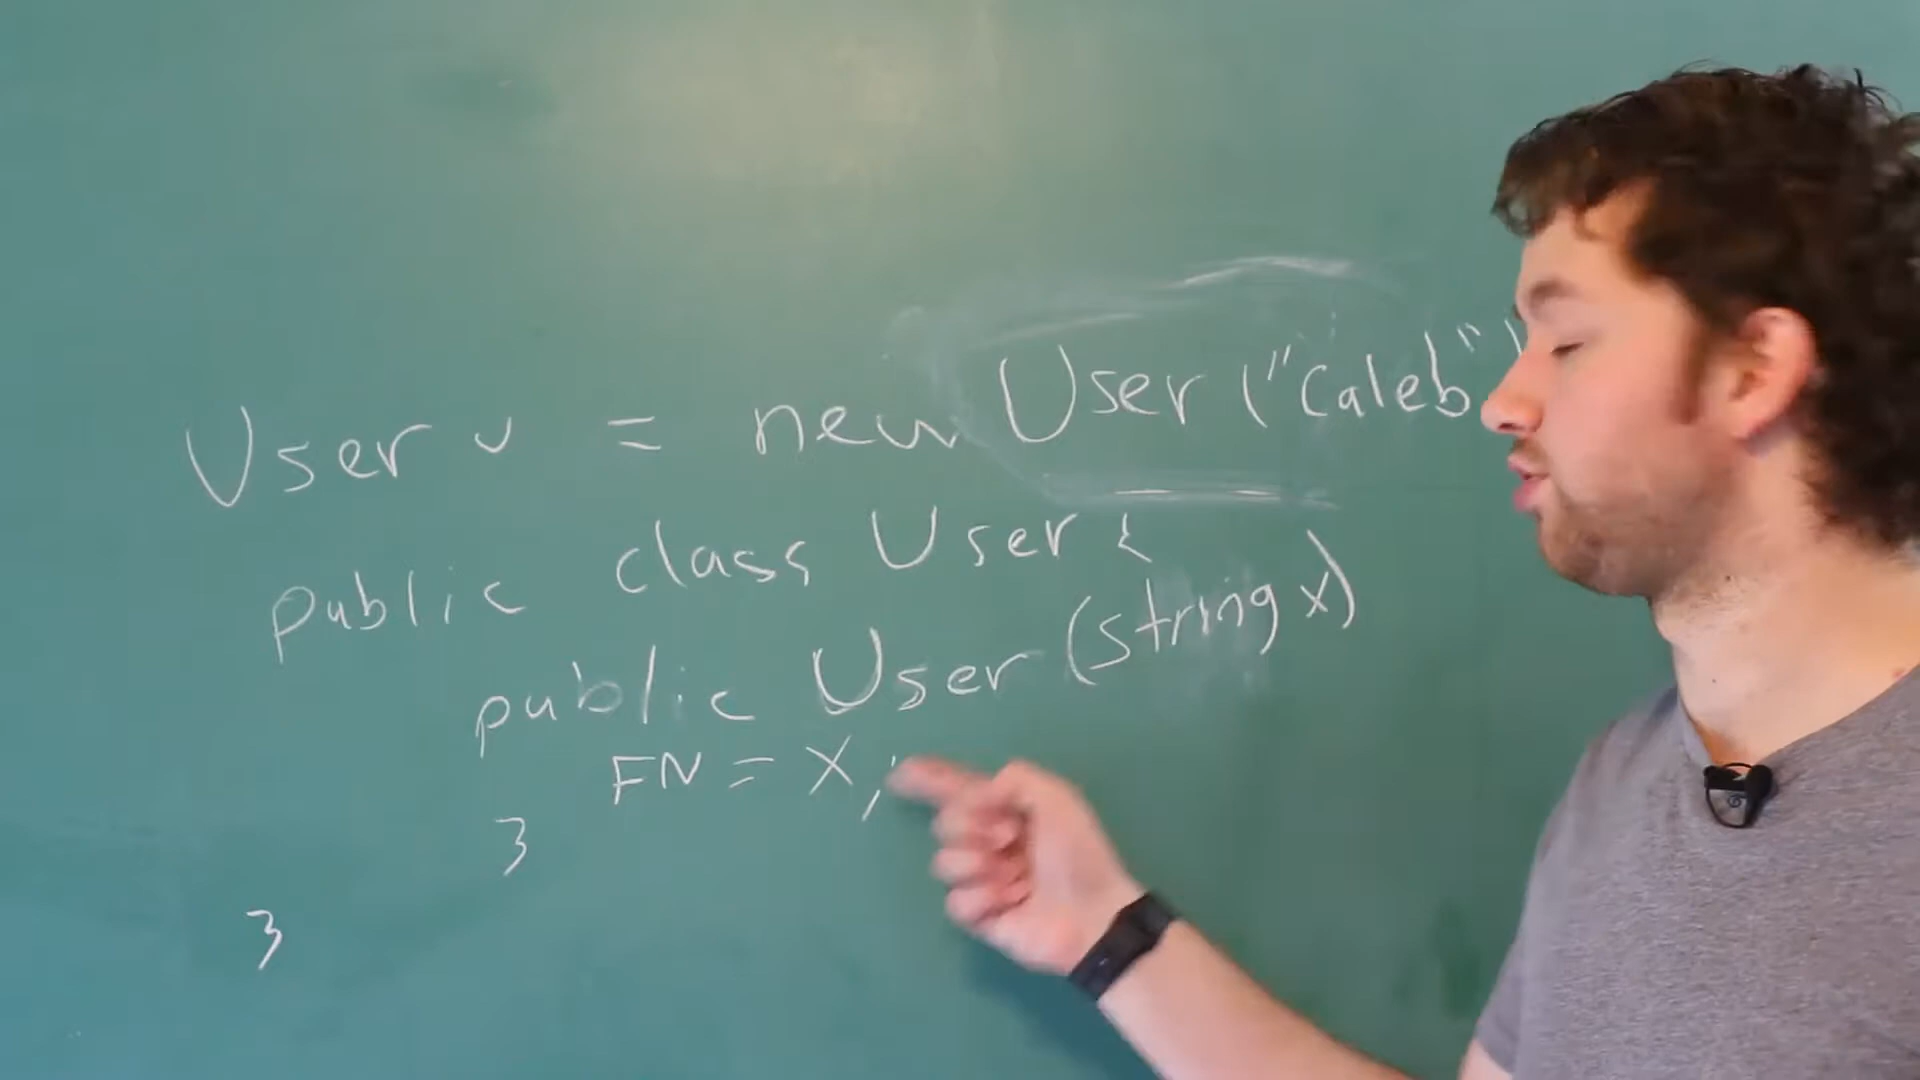 User u = new User ("Caleb")
public class User {
public User (string x)
FN = X;
}
}